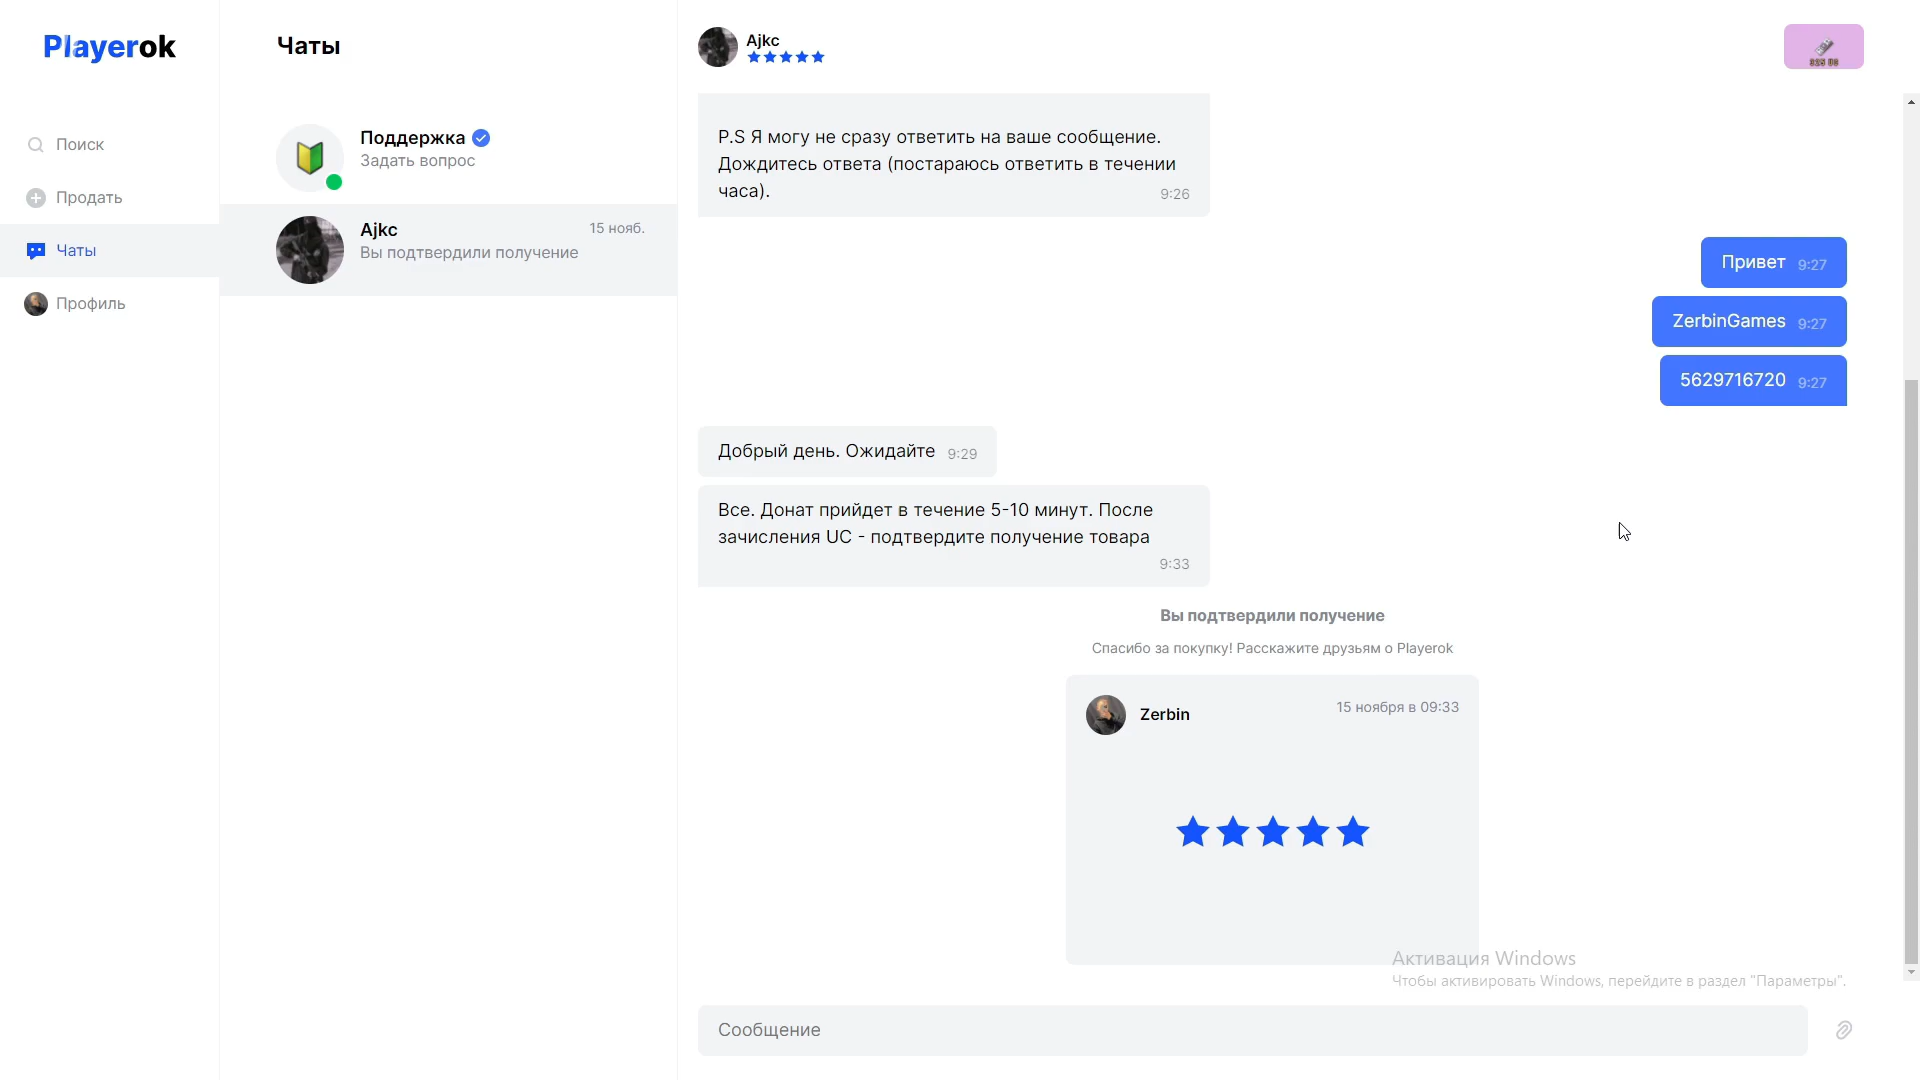 Playerok
Поиск
Продать
Чаты
Профиль
Чаты
Поддержка
Задать вопрос
Ajkc
15 нояб.
Вы подтвердили получение
Ajkc
P.S Я могу не сразу ответить на ваше сообщение.
Дождитесь ответа (постараюсь ответить в течении
часа).
9:26
Привет 9:27
ZerbinGames 9:27
5629716720 9:27
Добрый день. Ожидайте 9:29
Все. Донат прийдет в течение 5-10 минут. После
зачисления UC - подтвердите получение товара
9:33
Вы подтвердили получение
Спасибо за покупку! Расскажите друзьям о Playerok
Zerbin
15 ноября в 09:33
Активация Windows
Чтобы активировать Windows, перейдите в раздел "Параметры".
Сообщение